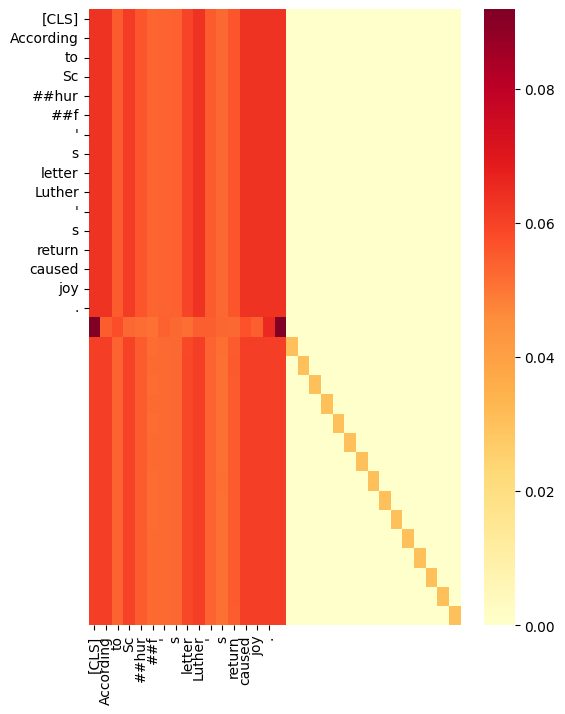 [CLS]
According
to
Sc
##hur
##f
'
s
letter
Luther
'
s
return
caused
joy
.
0.08
0.06
0.04
0.02
0.00
[CLS]
According
to
Sc
##hur
##f
'
s
letter
Luther
'
s
return
caused
joy
.